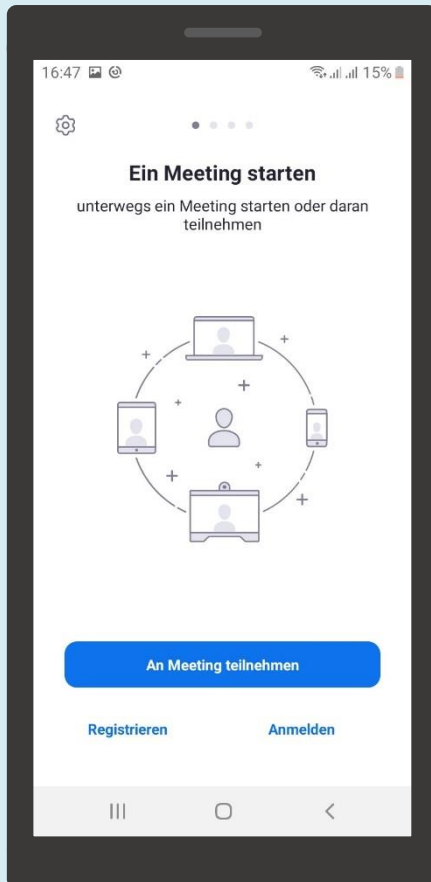 16:47 15%
Ein Meeting starten
unterwegs ein Meeting starten oder daran
teilnehmen
An Meeting teilnehmen
Registrieren Anmelden